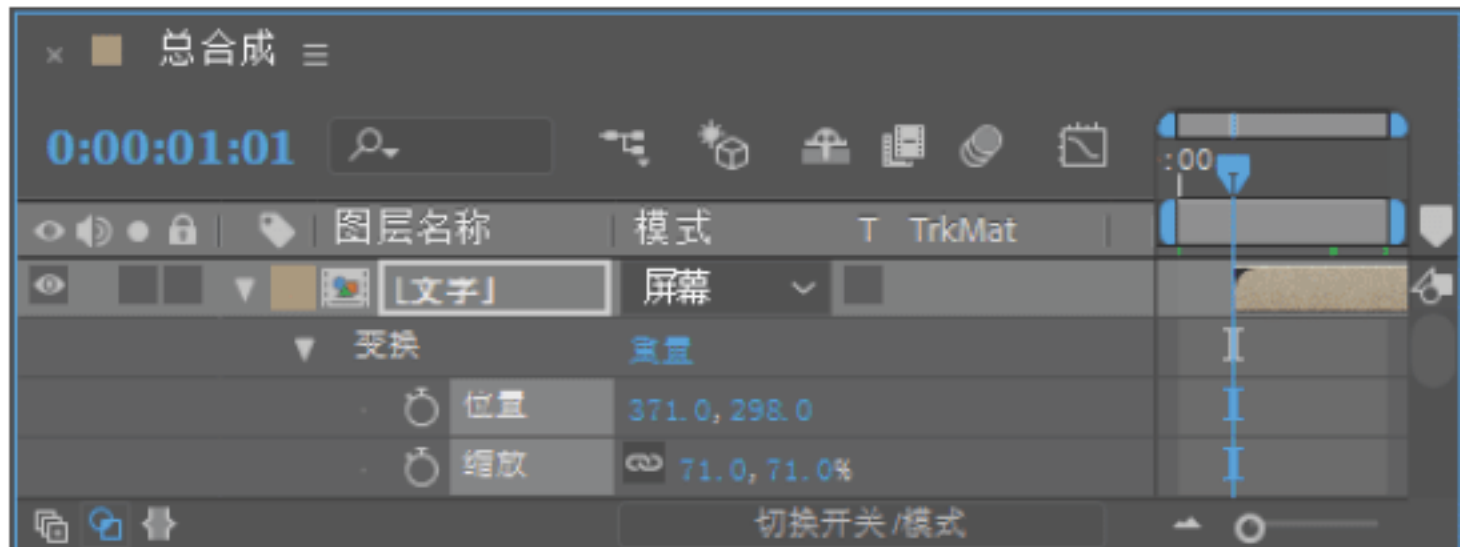 总合成
0:00:01:01
:00
图层名称 模式 T TrkMat
[文字] 屏幕
变换 重置
位置 371.0, 298.0
缩放 71.0, 71.0%
切换开关/模式